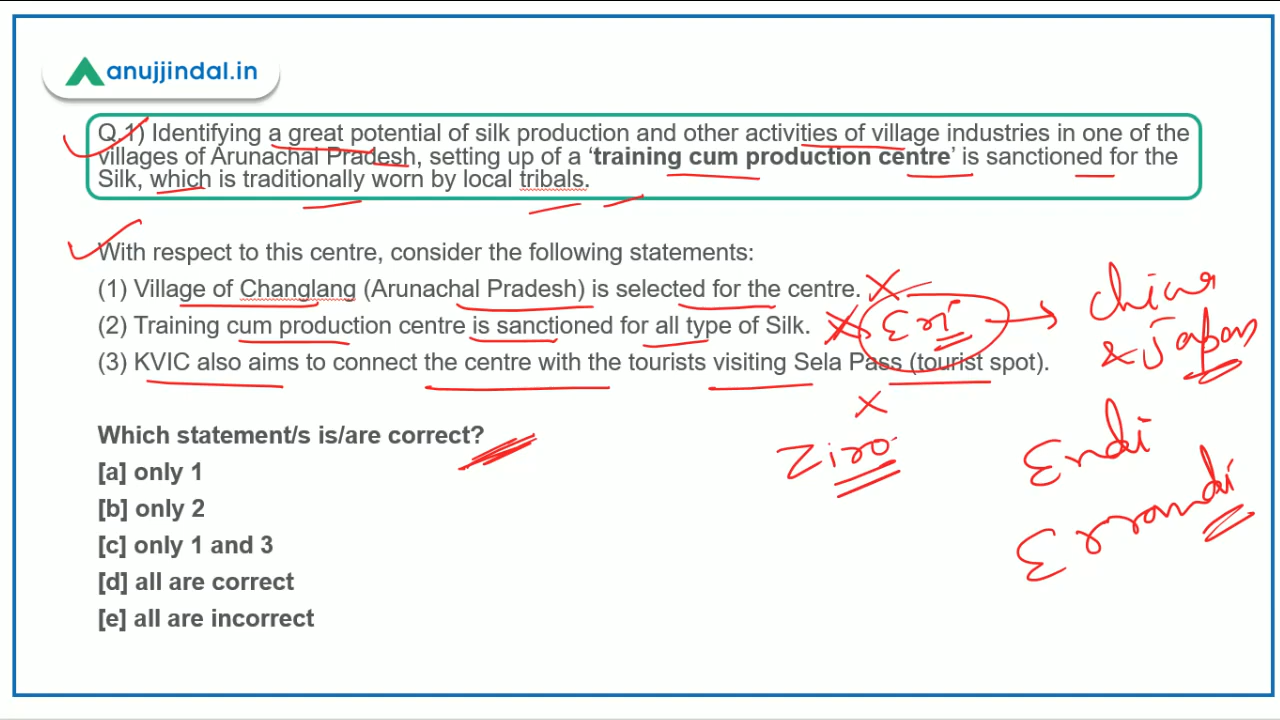 anujjindal.in
Q.1) Identifying a great potential of silk production and other activities of village industries in one of the
villages of Arunachal Pradesh, setting up of a ‘training cum production centre’ is sanctioned for the
Silk, which is traditionally worn by local tribals.
With respect to this centre, consider the following statements:
(1) Village of Changlang (Arunachal Pradesh) is selected for the centre.
(2) Training cum production centre is sanctioned for all type of Silk.
(3) KVIC also aims to connect the centre with the tourists visiting Sela Pass (tourist spot).
Eri
China
& Japan
Ziro
Endi
Errandi
Which statement/s is/are correct?
[a] only 1
[b] only 2
[c] only 1 and 3
[d] all are correct
[e] all are incorrect